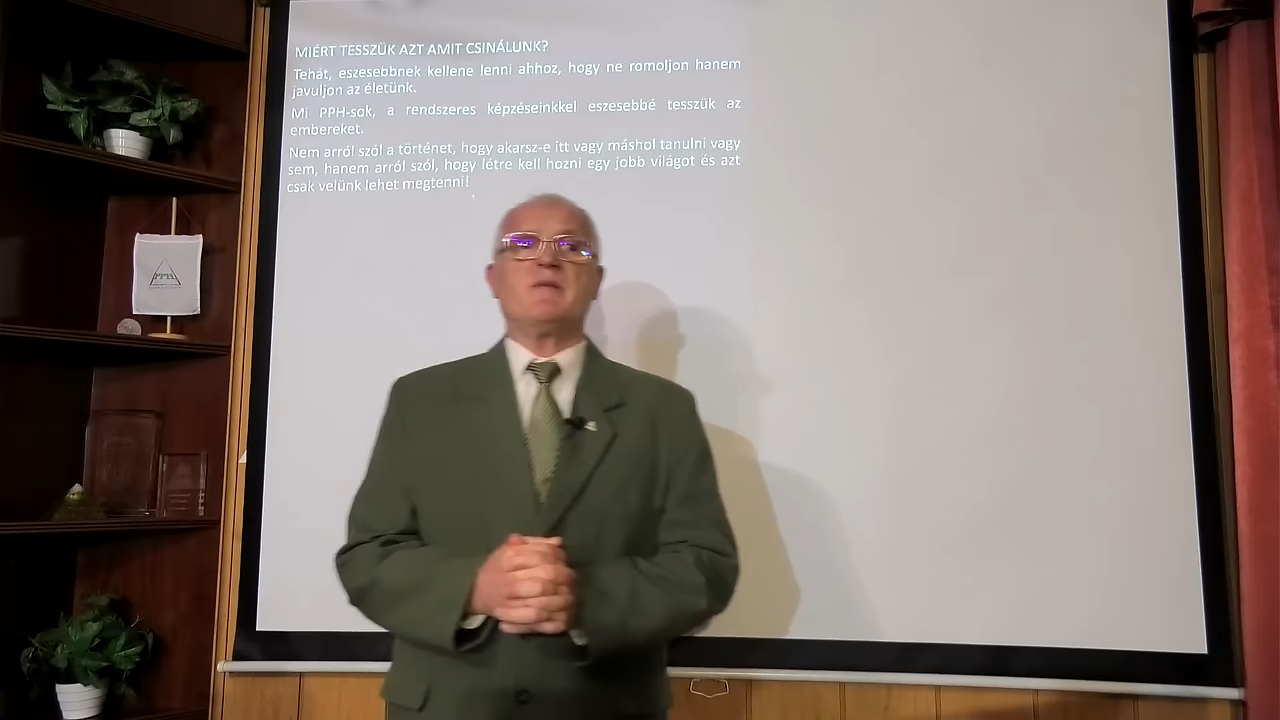 MIÉRT TESSZÜK AZT AMIT CSINÁLUNK?
Tehát, eszesebbnek kellene lenni ahhoz, hogy ne romoljon hanem
javuljon az életünk.
Mi PPH-sok, a rendszeres képzéseinkkel eszesebbé tesszük az
embereket.
Nem arról szól a történet, hogy akarsz-e itt vagy máshol tanulni vagy
sem, hanem arról szól, hogy létre kell hozni egy jobb világot és azt
csak velünk lehet megtenni!